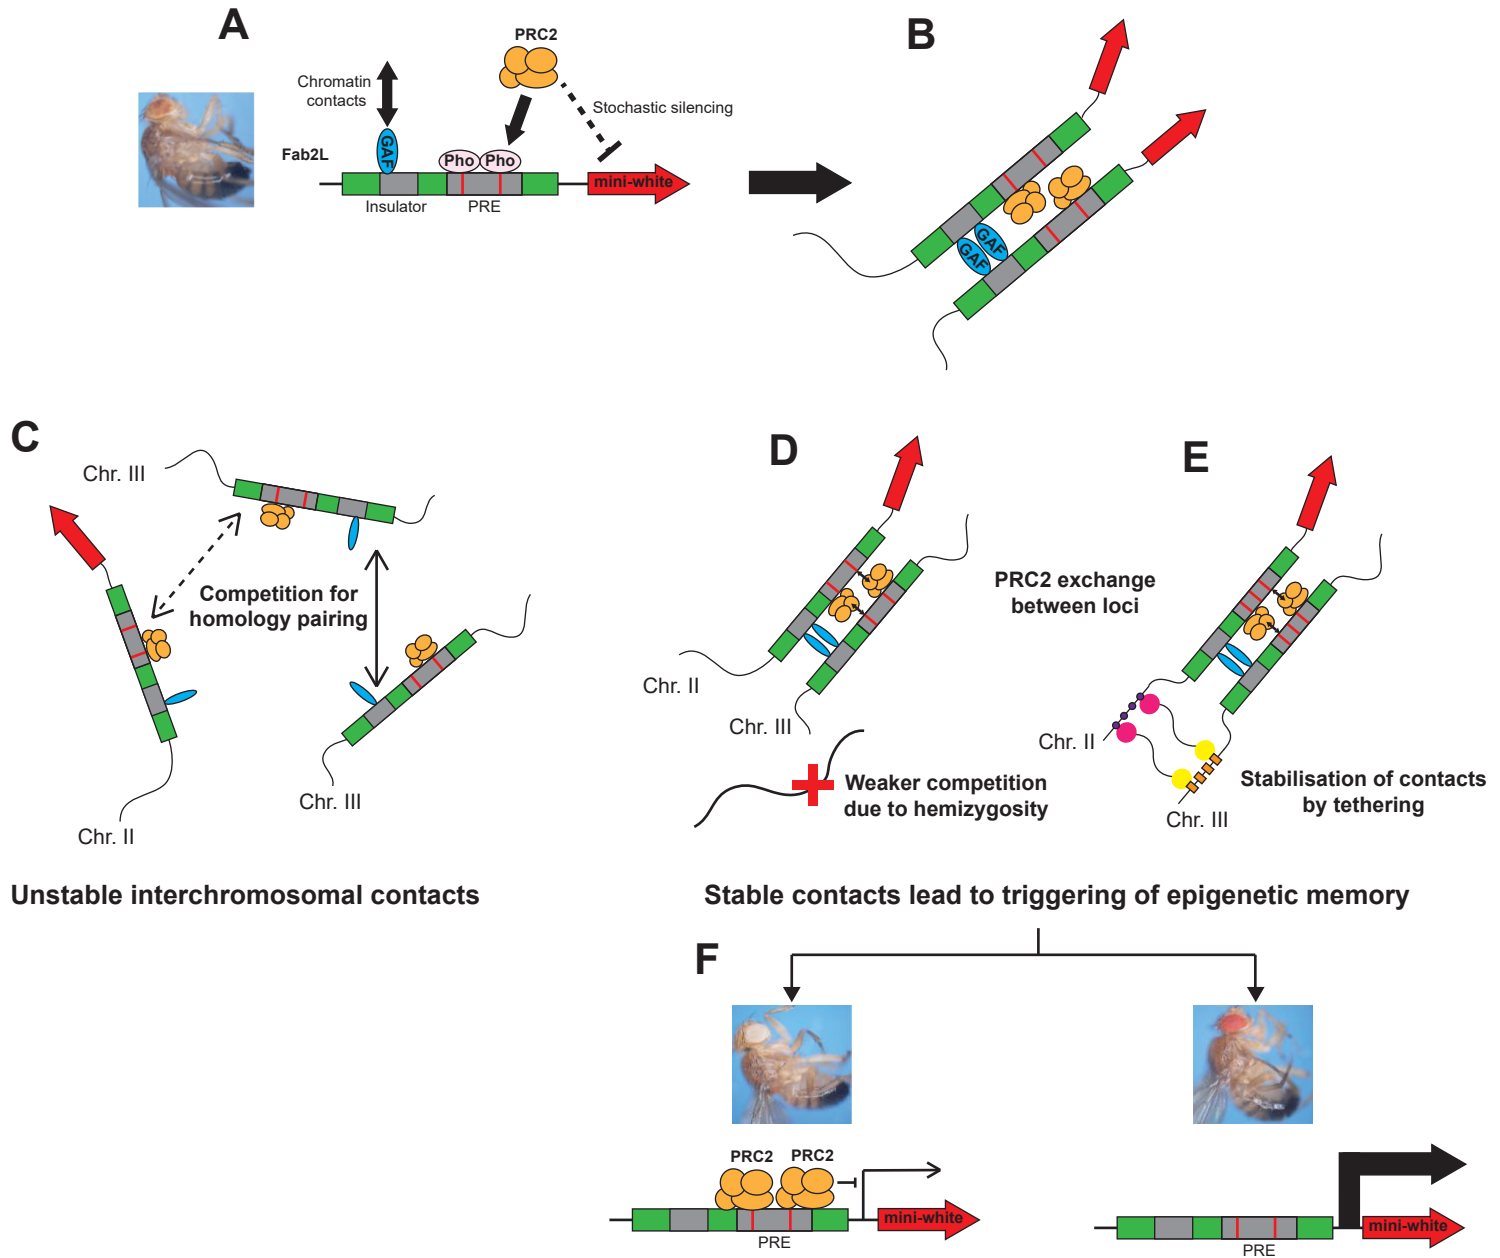 A
PRC2
Chromatin
contacts
Stochastic silencing
Fab2L
GAF
Pho
Pho
mini-white
Insulator
PRE
B
GAF
GAF
C
Chr. III
Competition for
homology pairing
Chr. III
Chr. II
Unstable interchromosomal contacts
D
E
PRC2 exchange
between loci
Chr. II
Chr. III
Weaker competition
due to hemizygosity
Chr. II
Stabilisation of contacts
by tethering
Chr. III
Stable contacts lead to triggering of epigenetic memory
F
PRC2
PRC2
mini-white
PRE
mini-white
PRE